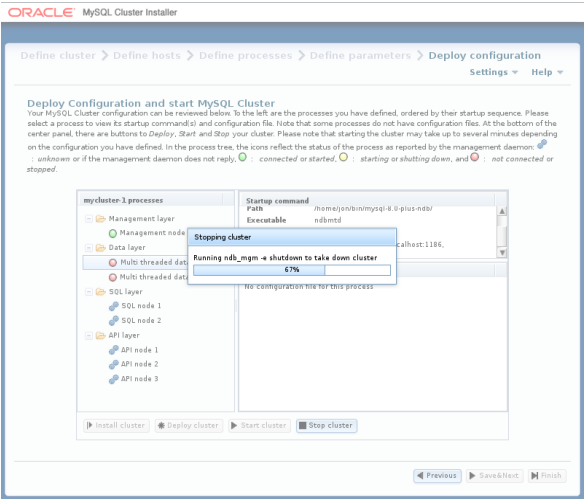 ORACLE® MySQL Cluster Installer
Define cluster > Define hosts > Define processes > Define parameters > Deploy configuration
Settings Help
Deploy Configuration and start MySQL Cluster
Your MySQL Cluster configuration can be reviewed below. To the left are the processes you have defined, ordered by their startup sequence. Please
select a process to view its startup command(s) and configuration file. Note that some processes do not have configuration files. At the bottom of the
center panel, there are buttons to Deploy, Start and Stop your cluster. Please note that starting the cluster may take up to several minutes depending
on the configuration you have defined. In the process tree, the icons reflect the status of the process as reported by the management daemon:
: unknown or if the management daemon does not reply, : connected or started, : starting or shutting down, and : not connected or
stopped.
mycluster-1 processes
Management layer
Management node
Data layer
Multi threaded data
Multi threaded data
SQL layer
SQL node 1
SQL node 2
API layer
API node 1
API node 2
API node 3
Startup command
Path /home/jon/bin/mysql-8.0-plus-ndb/
Executable ndbmtd
calhost:1186,
No configuration file for this process
Stopping cluster
Running ndb_mgm -e shutdown to take down cluster
67%
Install cluster Deploy cluster Start cluster Stop cluster
Previous Save&Next Finish